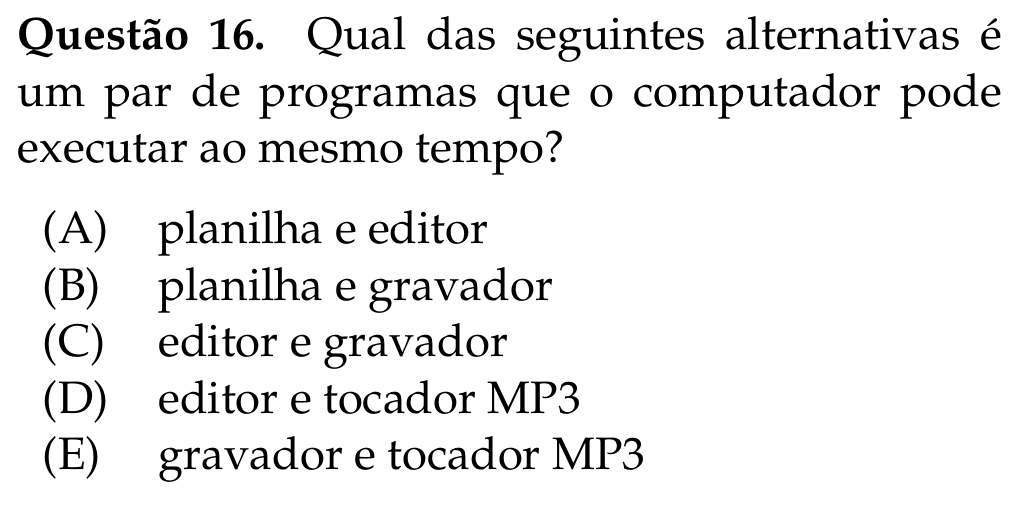 Questão 16. Qual das seguintes alternativas é
um par de programas que o computador pode
executar ao mesmo tempo?
(A) planilha e editor
(B) planilha e gravador
(C) editor e gravador
(D) editor e tocador MP3
(E) gravador e tocador MP3